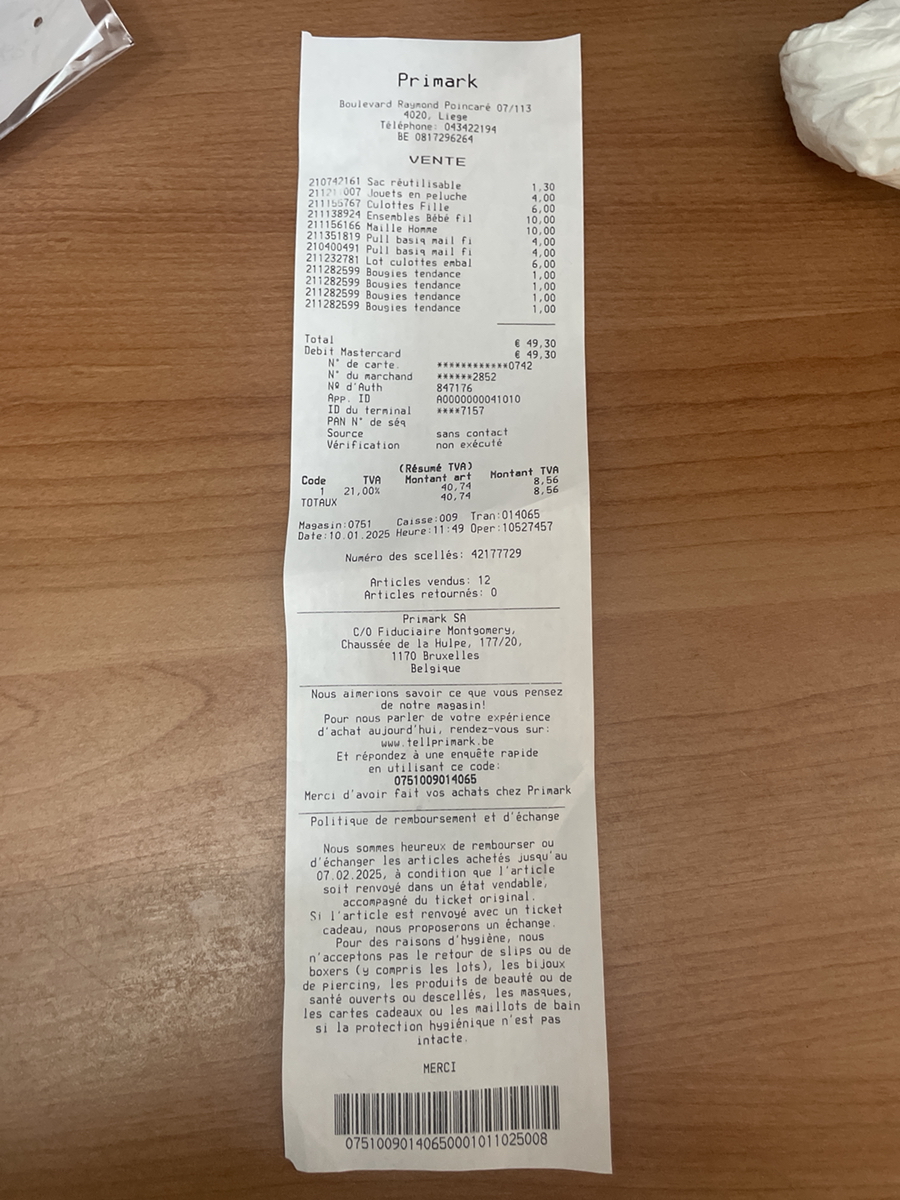 Primark
Boulevard Raymond Poincaré 07/113
4020, Liege
Téléphone: 043422194
BE 0817296264
VENTE
210742161 Sac réutilisable 1,30
Jouets en peluche 4,00
211155767 Culottes Fille 6,00
211138924 Ensembles Bébé fil 10,00
211156166 Maille Homme 10,00
211351819 Pull basiq mail fi 4,00
210400491 Pull basiq mail fi 4,00
211232781 Lot culottes embal 6,00
211282599 Bougies tendance 1,00
211282599 Bougies tendance 1,00
211282599 Bougies tendance 1,00
211282599 Bougies tendance 1,00
Total € 49,30
Debit Mastercard € 49,30
N° de carte. ************0742
N° du marchand ******2852
Nº d'Auth 847176
App. ID A0000000041010
ID du terminal ****7157
PAN N° de séq
Source sans contact
Vérification non exécuté
(Résumé TVA)
Code TVA Montant art Montant TVA
1 21,00% 40,74 8,56
TOTAUX 40,74 8,56
Magasin:0751 Caisse:009 Tran:014065
Date:10.01.2025 Heure:11:49 Oper:10527457
Numéro des scellés: 42177729
Articles vendus: 12
Articles retournés: 0
Primark SA
C/O Fiduciaire Montgomery,
Chaussée de la Hulpe, 177/20,
1170 Bruxelles
Belgique
Nous aimerions savoir ce que vous pensez
de notre magasin!
Pour nous parler de votre expérience
d'achat aujourd'hui, rendez-vous sur:
www.tellprimark.be
Et répondez à une enquête rapide
en utilisant ce code:
0751009014065
Merci d'avoir fait vos achats chez Primark
Politique de remboursement et d'échange
Nous sommes heureux de rembourser ou
d'échanger les articles achetés jusqu'au
07.02.2025, à condition que l'article
soit renvoyé dans un état vendable,
accompagné du ticket original.
Si l'article est renvoyé avec un ticket
cadeau, nous proposerons un échange.
Pour des raisons d'hygiène, nous
n'acceptons pas le retour de slips ou de
boxers (y compris les lots), les bijoux
de piercing, les produits de beauté ou de
santé ouverts ou descellés, les masques,
les cartes cadeaux ou les maillots de bain
si la protection hygiénique n'est pas
intacte.
MERCI
07510090140650001011025008